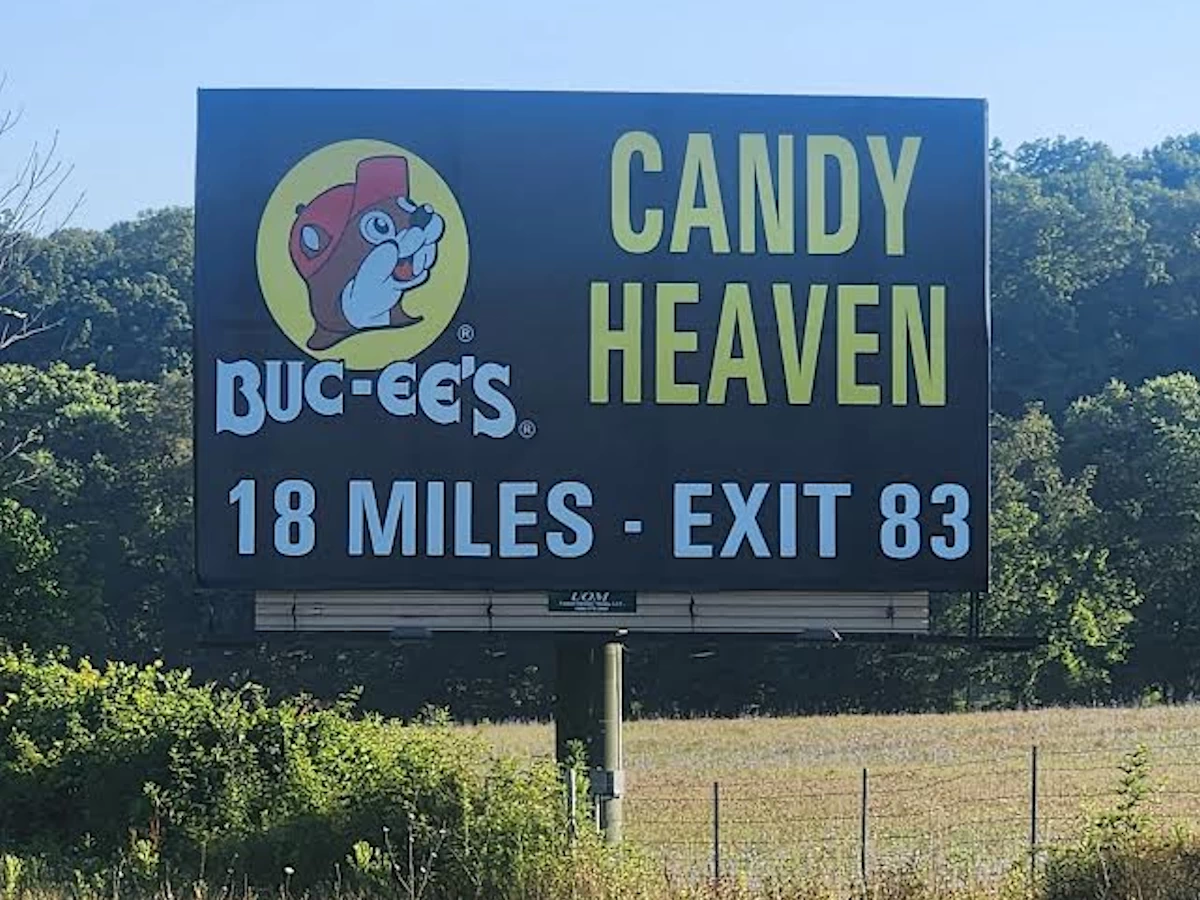 CANDY
HEAVEN
BUC-EE'S
18 MILES - EXIT 83